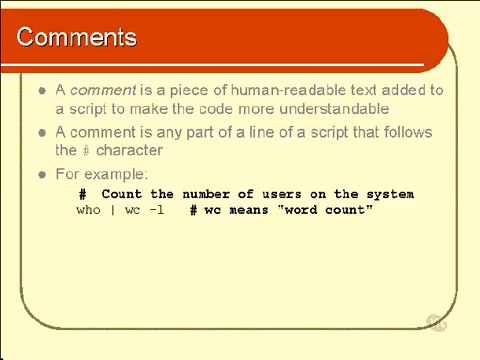 Comments
A comment is a piece of human-readable text added to
a script to make the code more understandable
A comment is any part of a line of a script that follows
the # character
For example:
# Count the number of users on the system
who | wc -l # wc means "word count"